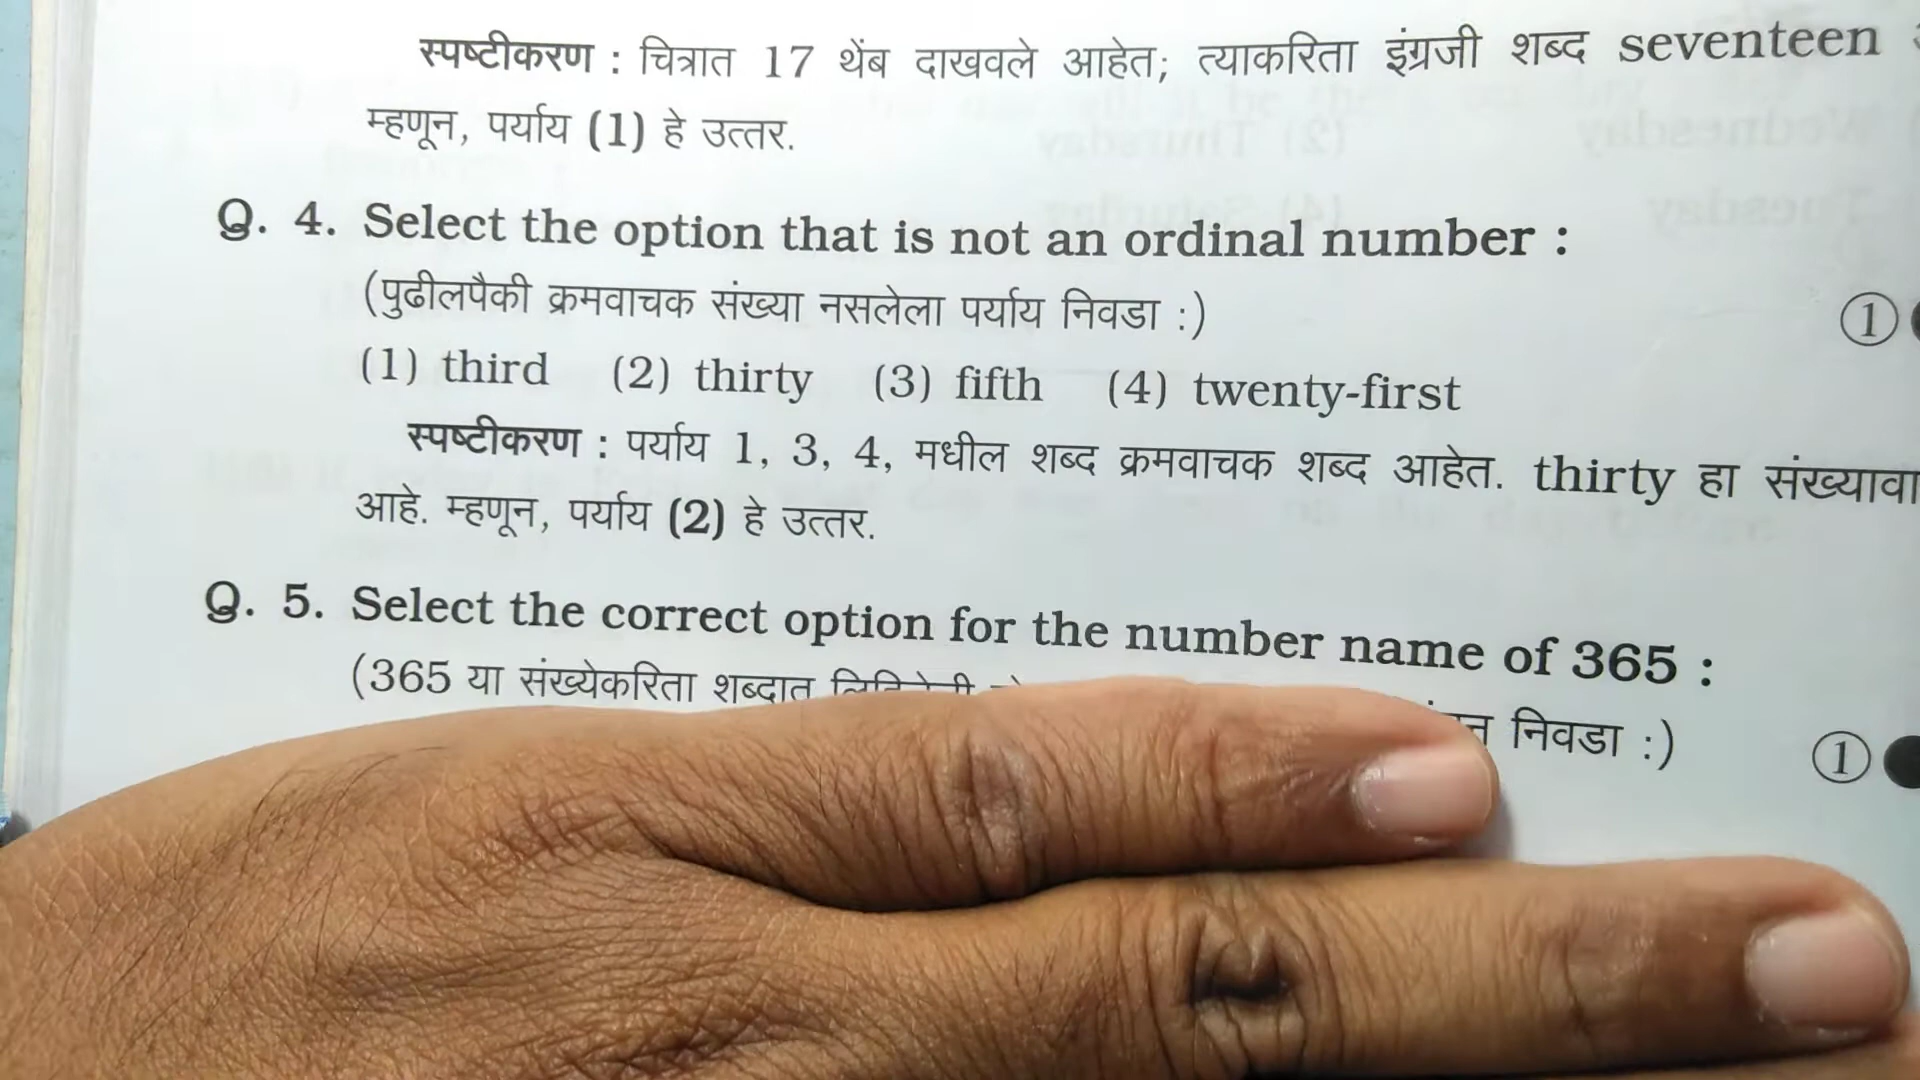 स्पष्टीकरण : चित्रात 17 थेंब दाखवले आहेत; त्याकरिता इंग्रजी शब्द seventeen
म्हणून, पर्याय (1) हे उत्तर.
Q. 4. Select the option that is not an ordinal number :
(पुढीलपैकी क्रमवाचक संख्या नसलेला पर्याय निवडा :) ①
(1) third (2) thirty (3) fifth (4) twenty-first
स्पष्टीकरण : पर्याय 1, 3, 4, मधील शब्द क्रमवाचक शब्द आहेत. thirty हा
आहे. म्हणून, पर्याय (2) हे उत्तर.
Q. 5. Select the correct option for the number name of 365 :
(365 या संख्येकरिता शब्दात निवडा :) ①